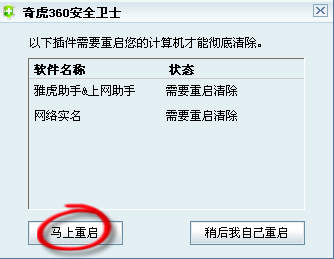 奇虎360安全卫士
以下插件需要重启您的计算机才能彻底清除。
软件名称 状态
雅虎助手&上网助手 需要重启清除
网络实名 需要重启清除
马上重启 稍后我自己重启